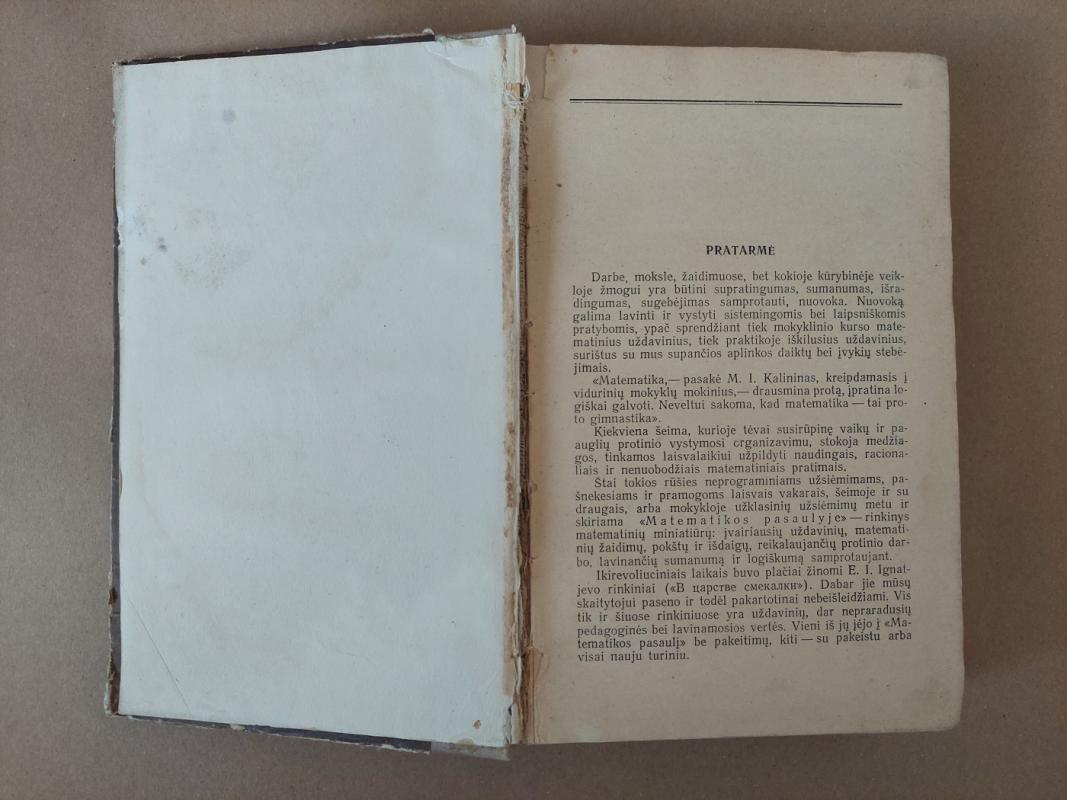 PRATARMĖ
Darbe, moksle, žaidimuose, bet kokioje kūrybinėje veik-
loje žmogui yra būtini supratingumas, sumanumas, išra-
dingumas, sugebėjimas samprotauti, nuovoka. Nuovoką
galima lavinti ir vystyti sistemingomis bei laipsniškomis
pratybomis, ypač sprendžiant tiek mokyklinio kurso mate-
matinius uždavinius, tiek praktikoje iškilusius uždavinius,
surištus su mus supančios aplinkos daiktų bei įvykių stebė-
jimais.
«Matematika,— pasakė M. I. Kalininas, kreipdamasis į
vidurinių mokyklų mokinius,— drausmina protą, įpratina lo-
giškai galvoti. Neveltui sakoma, kad matematika — tai pro-
to gimnastika».
Kiekviena šeima, kurioje tėvai susirūpinę vaikų ir pa-
auglių protinio vystymosi organizavimu, stokoja medžia-
gos, tinkamos laisvalaikiui užpildyti naudingais, raciona-
liais ir nenuobodžiais matematiniais pratimais.
Štai tokios rūšies neprograminiams užsiėmimams, pa-
šnekesiams ir pramogoms laisvais vakarais, šeimoje ir su
draugais, arba mokykloje užklasinių užsiėmimų metu ir
skiriama «Matematikos pasaulyje» — rinkinys
matematinių miniatiūrų: įvairiausių uždavinių, matemati-
nių žaidimų, pokštų ir išdaigų, reikalaujančių protinio dar-
bo, lavinančių sumanumą ir logiškumą samprotaujant.
Ikirevoliuciniais laikais buvo plačiai žinomi E. I. Ignat-
jevo rinkiniai («В царстве смекалки»). Dabar jie mūsų
skaitytojui paseno ir todėl pakartotinai nebeišleidžiami. Vis
tik ir šiuose rinkiniuose yra uždavinių, dar nepraradusių
pedagoginės bei lavinamosios vertės. Vieni iš jų įėjo į «Ma-
tematikos pasaulį» be pakeitimų, kiti — su pakeistu arba
visai nauju turiniu.